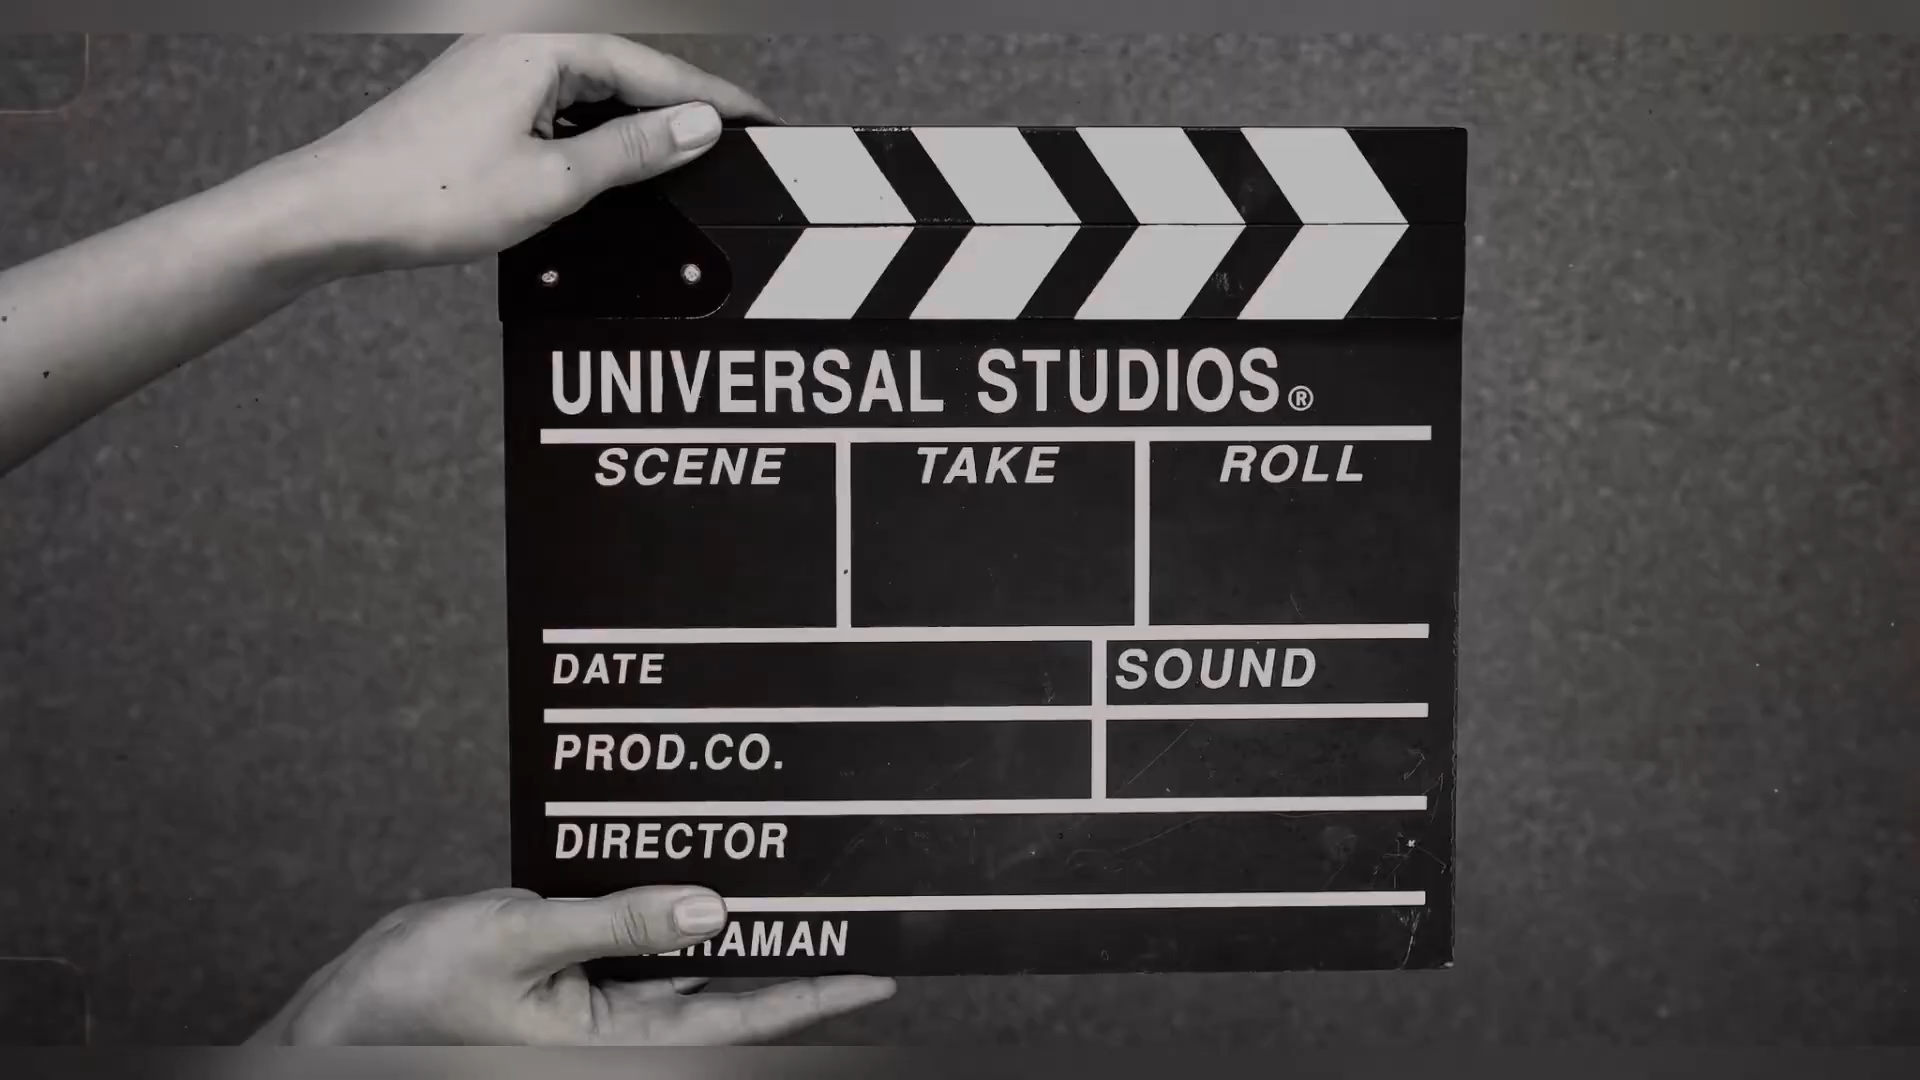 UNIVERSAL STUDIOS®
SCENE TAKE ROLL
DATE SOUND
PROD.CO.
DIRECTOR